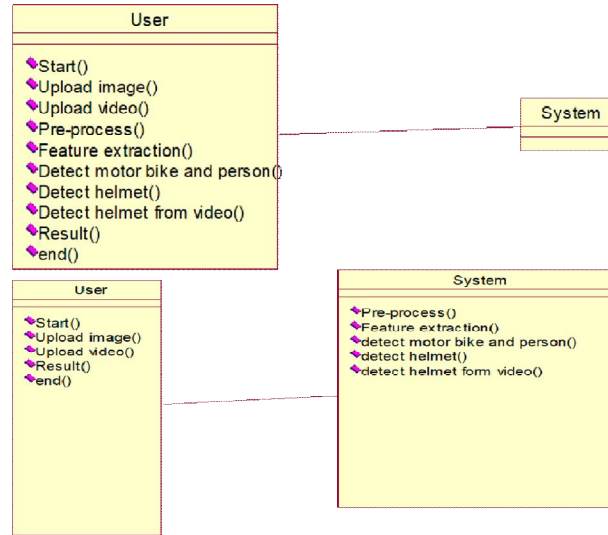 User
Start()
Upload image()
Upload video()
Pre-process()
Feature extraction()
Detect motor bike and person()
Detect helmet()
Detect helmet from video()
Result()
end()
System
User
Start()
Upload image()
Upload video()
Result()
end()
System
Pre-process()
Feature extraction()
detect motor bike and person()
detect helmet()
detect helmet form video()